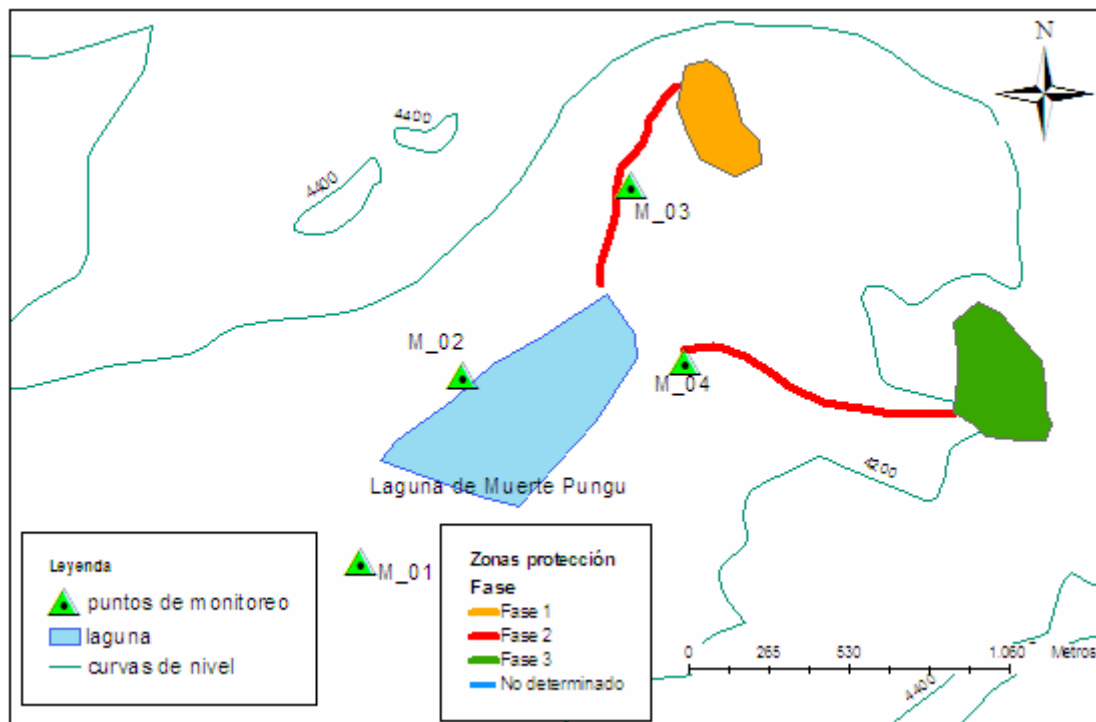 N
4400
4400
M_03
M_02
M_04
4200
Laguna de Muerte Pungu
M_01
Leyenda
puntos de monitoreo
laguna
curvas de nivel
Zonas protección
Fase
Fase 1
Fase 2
Fase 3
No determinado
0 265 530 1.060 Metros
4400